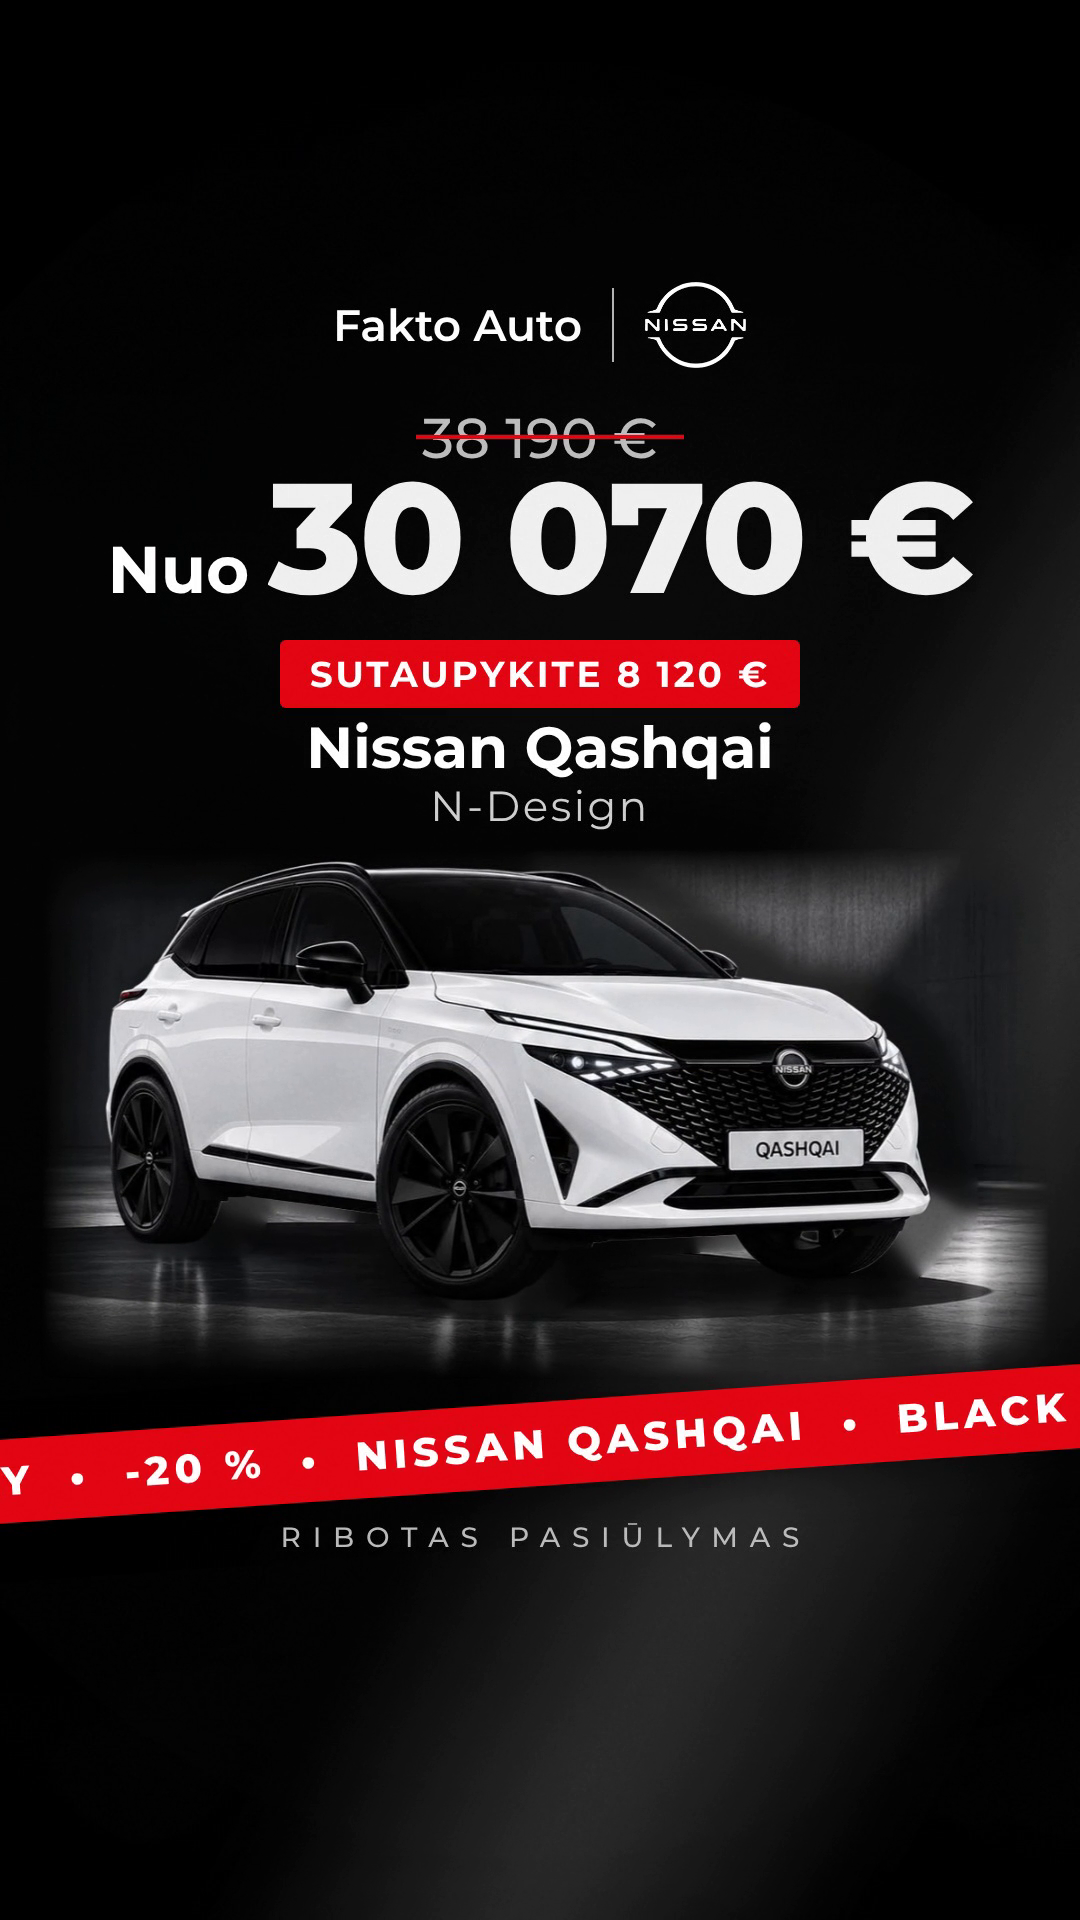 Fakto Auto
NISSAN
38 190 €
Nuo 30 070 €
SUTAUPYKITE 8 120 €
Nissan Qashqai
N-Design
NISSAN
QASHQAI
Y • -20 % • NISSAN QASHQAI • BLACK
RIBOTAS PASIŪLYMAS